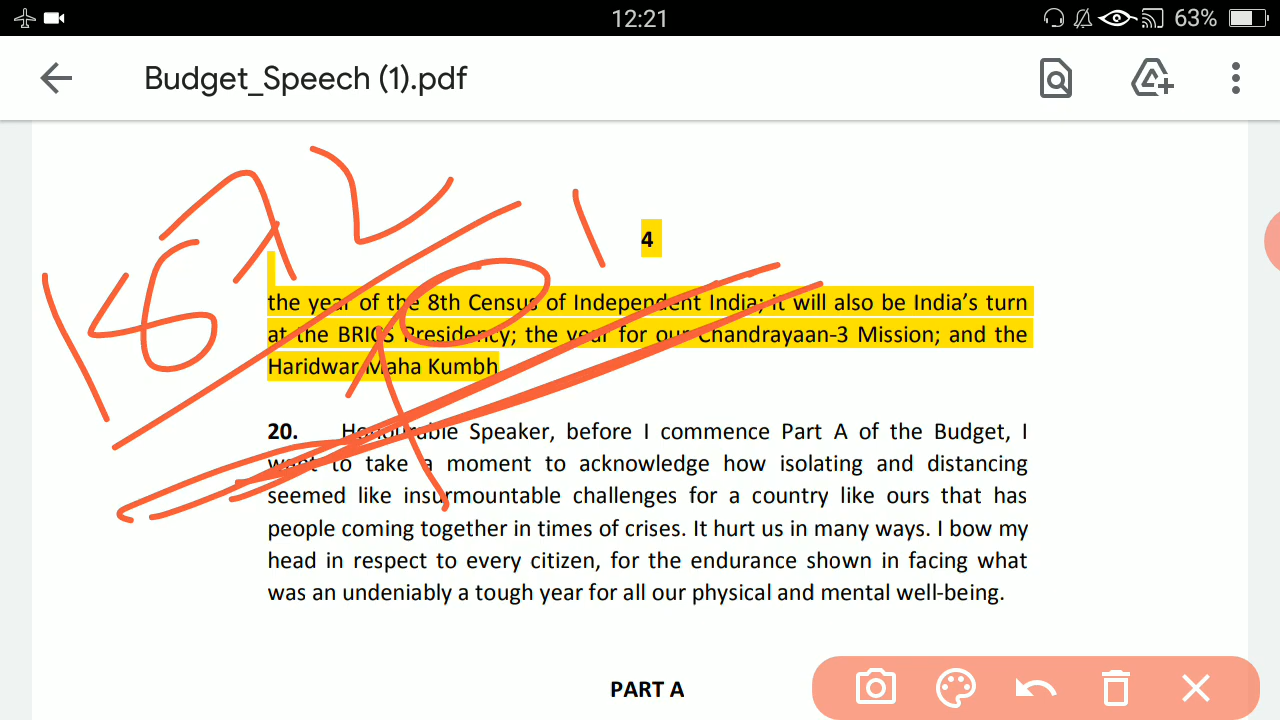 12:21
63%
Budget_Speech (1).pdf
1872
4
the year of the 8th Census of Independent India; it will also be India's turn
at the BRICS Presidency; the year for our Chandrayaan-3 Mission; and the
Haridwar Maha Kumbh
20. Honourable Speaker, before I commence Part A of the Budget, I
want to take a moment to acknowledge how isolating and distancing
seemed like insurmountable challenges for a country like ours that has
people coming together in times of crises. It hurt us in many ways. I bow my
head in respect to every citizen, for the endurance shown in facing what
was an undeniably a tough year for all our physical and mental well-being.
PART A